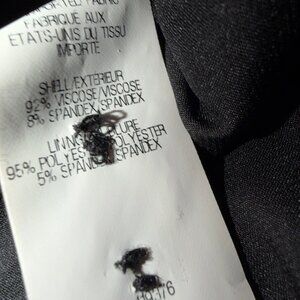 FABRIQUE AUX
ETATS-UNIS DU TISSU
IMPORTE
SHELL/EXTERIEUR
92% VISCOSE/VISCOSE
8% SPANDEX/SPANDEX
95% POLYESTER
5% SPANDEX/SPANDEX